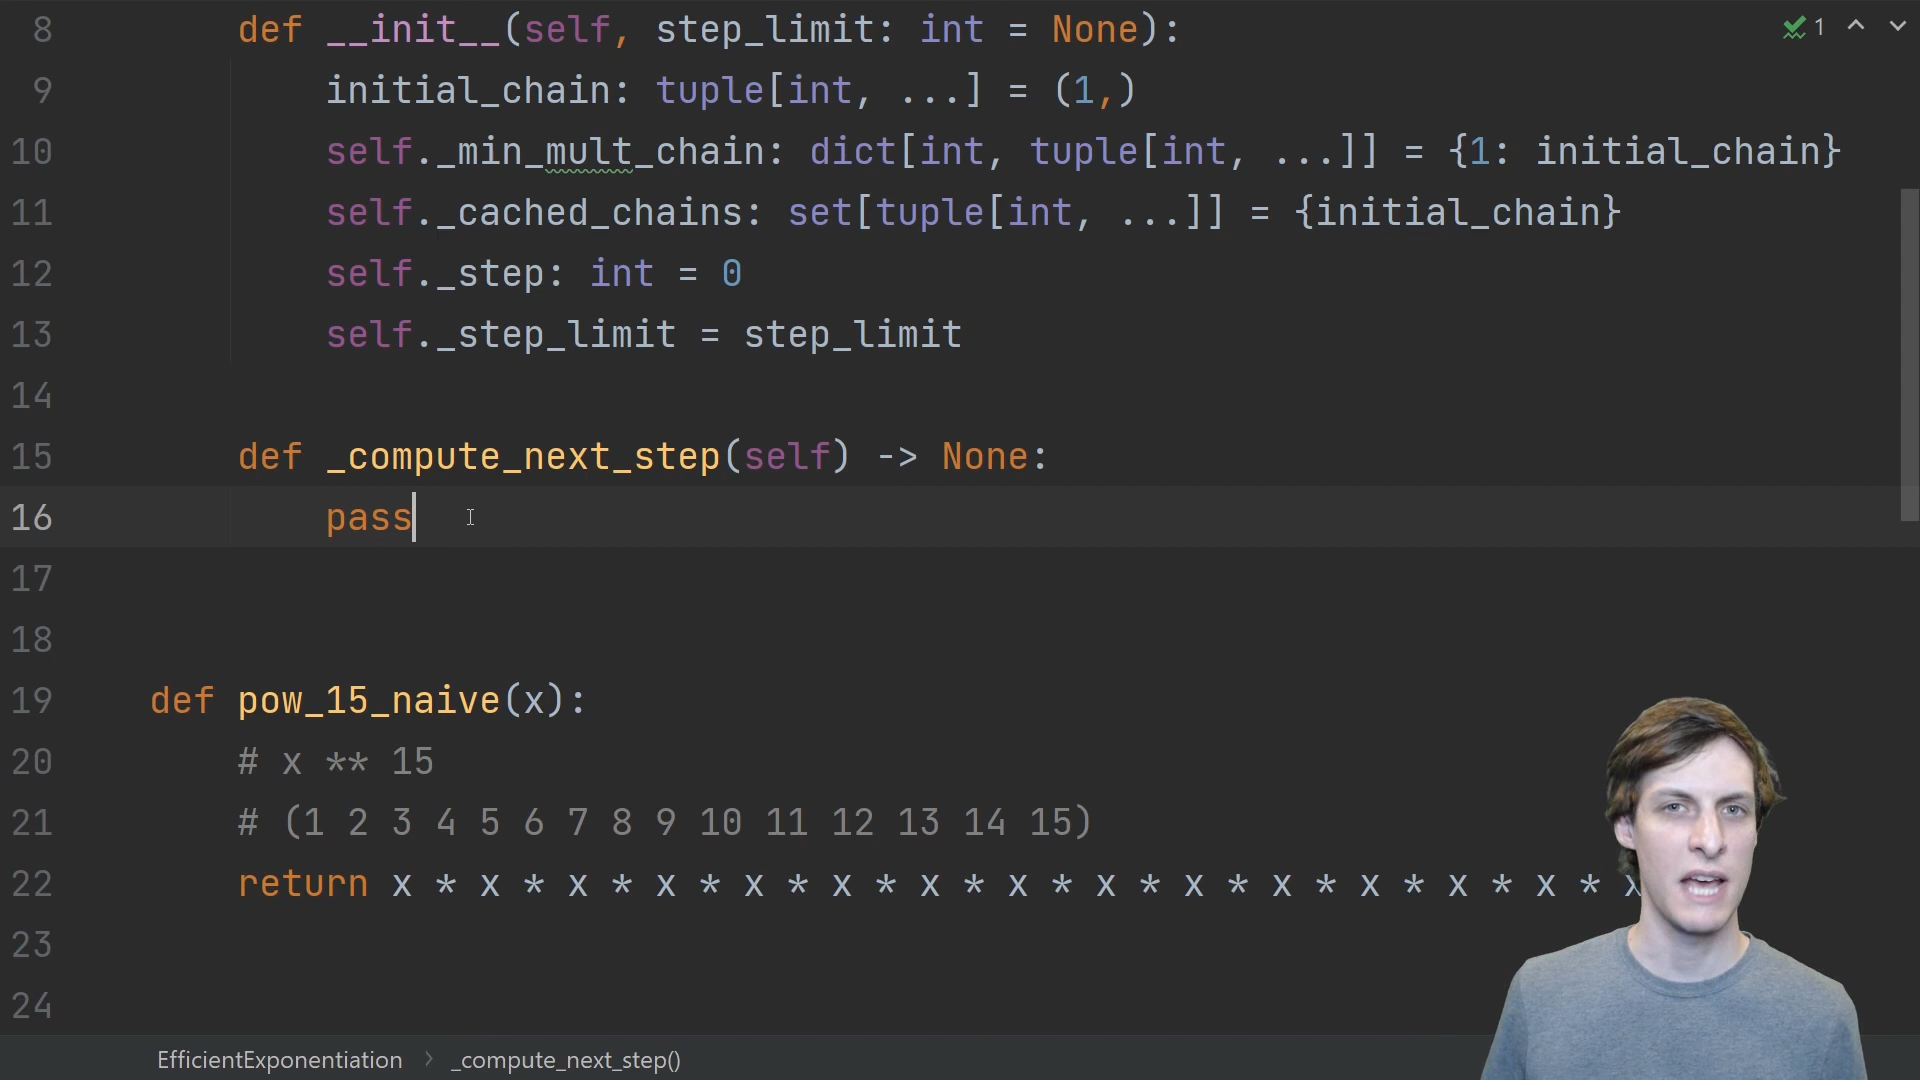 8 def __init__(self, step_limit: int = None):
1
9 initial_chain: tuple[int, ...] = (1,)
10 self._min_mult_chain: dict[int, tuple[int, ...]] = {1: initial_chain}
11 self._cached_chains: set[tuple[int, ...]] = {initial_chain}
12 self._step: int = 0
13 self._step_limit = step_limit
14
15 def _compute_next_step(self) -> None:
16 pass
17
18
19 def pow_15_naive(x):
20 # x ** 15
21 # (1 2 3 4 5 6 7 8 9 10 11 12 13 14 15)
22 return x * x * x * x * x * x * x * x * x * x * x * x * x * x * x
23
24
EfficientExponentiation > _compute_next_step()